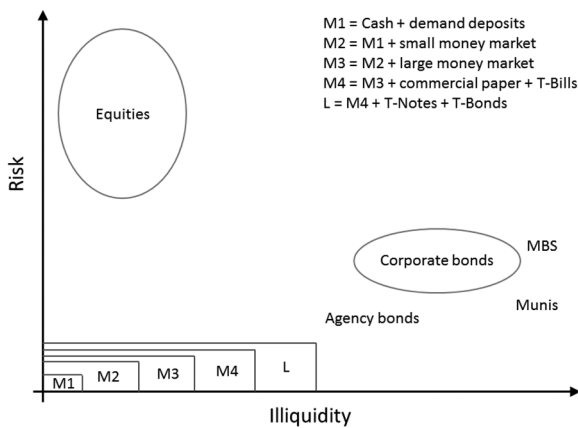 M1 = Cash + demand deposits
M2 = M1 + small money market
M3 = M2 + large money market
M4 = M3 + commercial paper + T-Bills
L = M4 + T-Notes + T-Bonds
Equities
Risk
MBS
Corporate bonds
Munis
Agency bonds
M1
M2
M3
M4
L
Illiquidity